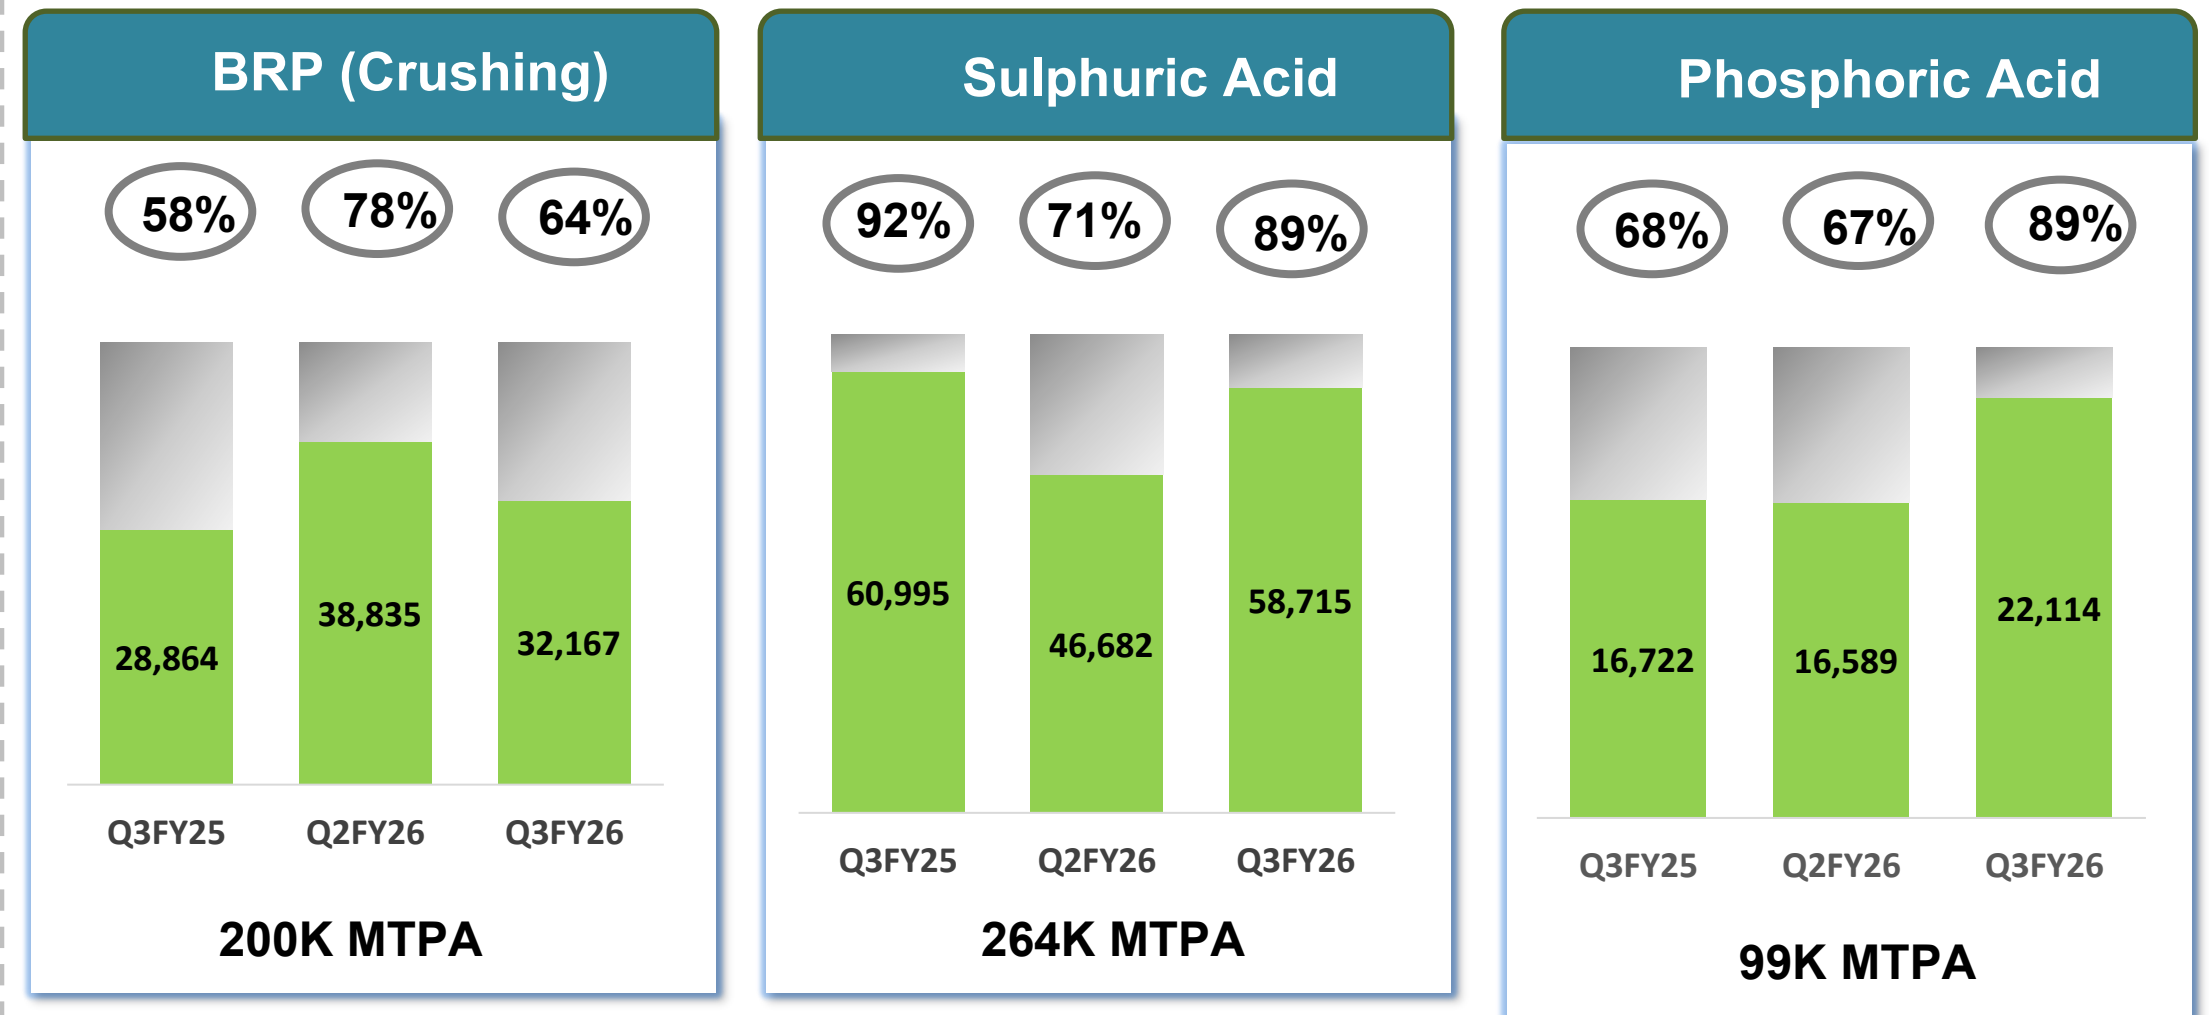 BRP (Crushing)
58% 78% 64%
28,864 38,835 32,167
Q3FY25 Q2FY26 Q3FY26
200K MTPA
Sulphuric Acid
92% 71% 89%
60,995 46,682 58,715
Q3FY25 Q2FY26 Q3FY26
264K MTPA
Phosphoric Acid
68% 67% 89%
16,722 16,589 22,114
Q3FY25 Q2FY26 Q3FY26
99K MTPA